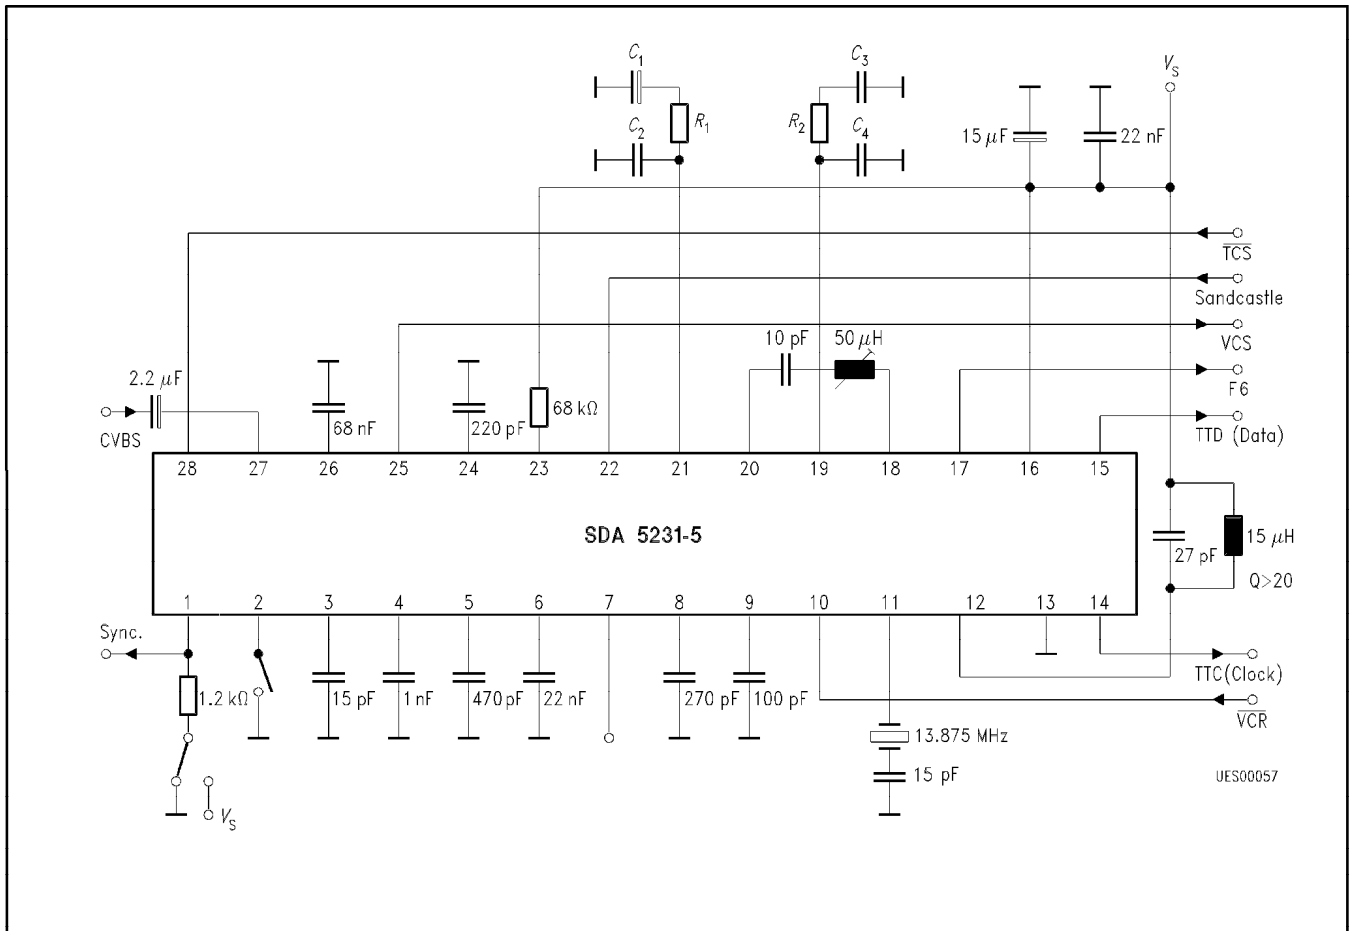 C₁
C₃
V_S
R₁
R₂
C₂
C₄
15 μF
22 nF
TCS
Sandcastle
10 pF
50 μH
VCS
2.2 μF
F6
68 kΩ
CVBS
68 nF
220 pF
TTD (Data)
28 27 26 25 24 23 22 21 20 19 18 17 16 15
SDA 5231-5
27 pF
15 μH
Q>20
1 2 3 4 5 6 7 8 9 10 11 12 13 14
Sync.
TTC (Clock)
1.2 kΩ
15 pF
1 nF
470 pF
22 nF
270 pF
100 pF
VCR
13.875 MHz
15 pF
UES00057
V_S